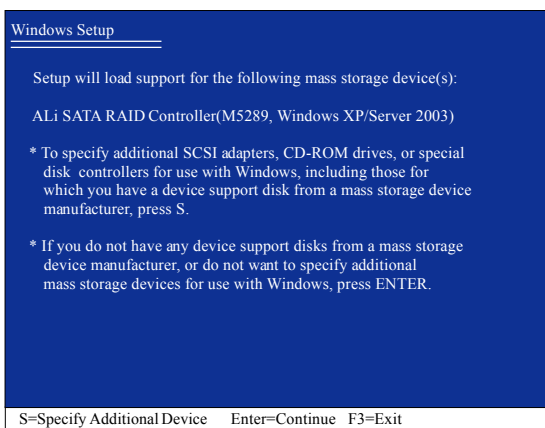 Windows Setup
Setup will load support for the following mass storage device(s):
ALi SATA RAID Controller(M5289, Windows XP/Server 2003)
* To specify additional SCSI adapters, CD-ROM drives, or special
disk controllers for use with Windows, including those for
which you have a device support disk from a mass storage device
manufacturer, press S.
* If you do not have any device support disks from a mass storage
device manufacturer, or do not want to specify additional
mass storage devices for use with Windows, press ENTER.
S=Specify Additional Device Enter=Continue F3=Exit